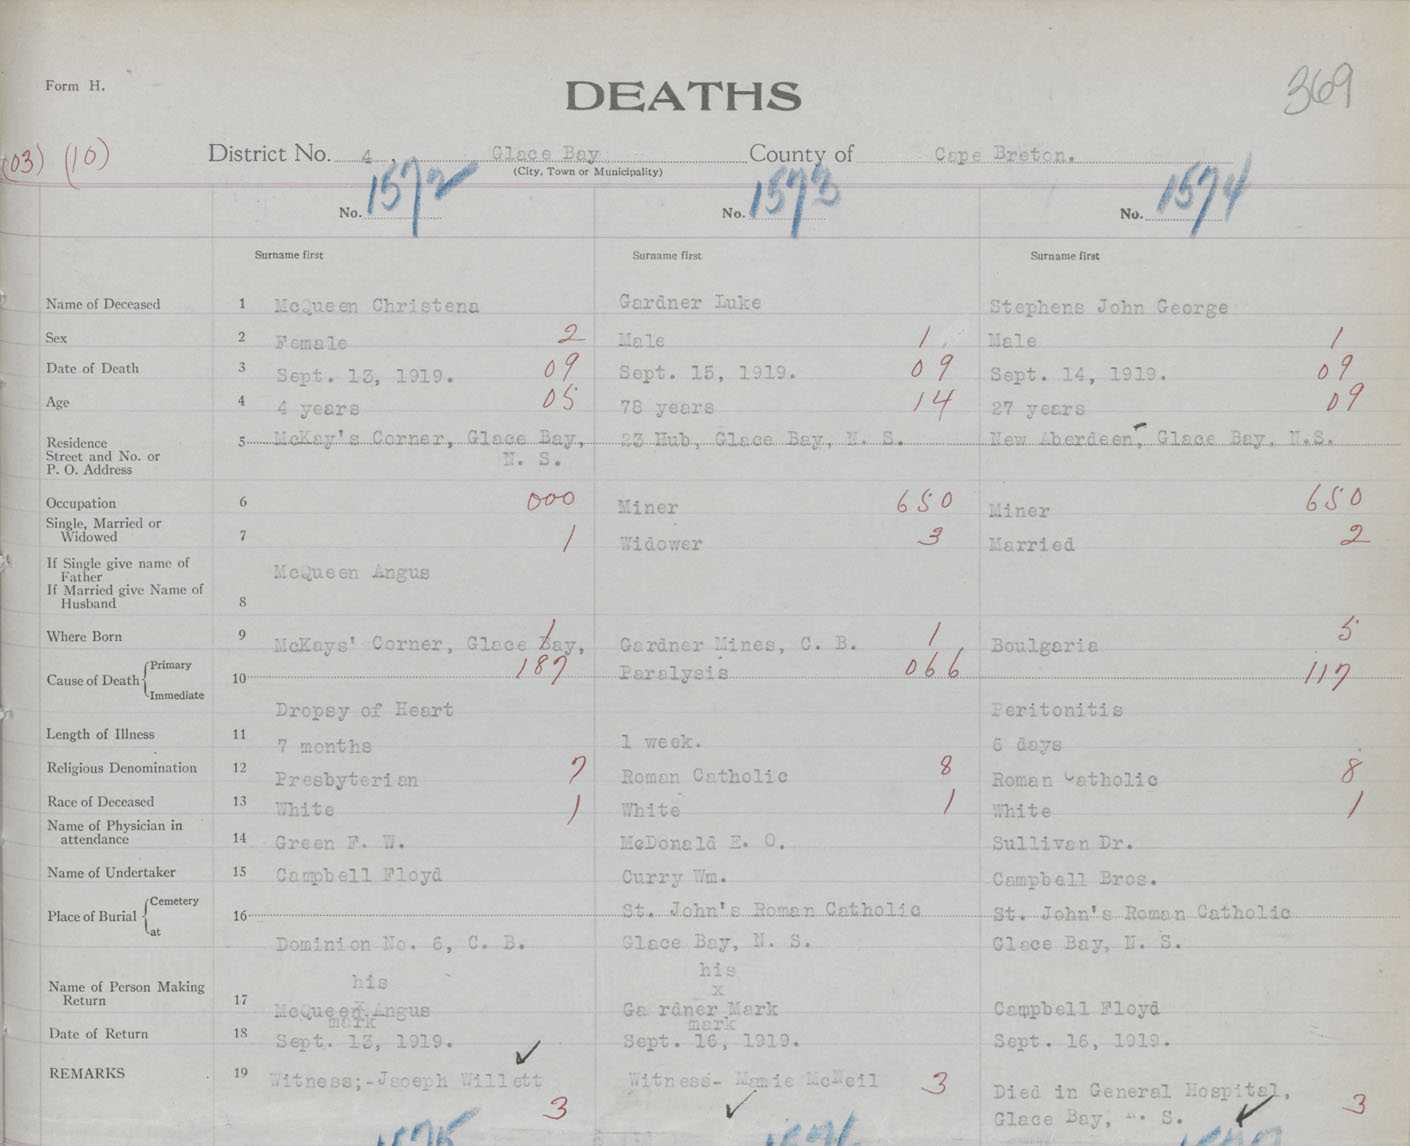 Form H.
DEATHS
369
(03) (10)
District No. 4, Glace Bay County of Cape Breton.
(City, Town or Municipality)
No. 1572 No. 1573 No. 1574
Surname first Surname first Surname first
Name of Deceased 1 McQueen Christena Gardner Luke Stephens John George
Sex 2 Female 2 Male 1 Male 1
Date of Death 3 Sept. 13, 1919. 09 Sept. 15, 1919. 09 Sept. 14, 1919. 09
Age 4 4 years 05 78 years 14 27 years 09
Residence
Street and No. or
P. O. Address
5 McKay's Corner, Glace Bay, 23 Hub, Glace Bay, N. S. New Aberdeen, Glace Bay, N.S.
N. S.
Occupation 6 000 Miner 650 Miner 650
Single, Married or
Widowed 7 1 Widower 3 Married 2
If Single give name of
Father
McQueen Angus
If Married give Name of
Husband 8
Where Born 9 McKays' Corner, Glace Bay, 1 Gardner Mines, C. B. 1 Boulgaria 5
Cause of Death { Primary
Immediate
10 187 Paralysis 066 117
Dropsy of Heart Peritonitis
Length of Illness 11 7 months 1 week. 6 days
Religious Denomination 12 Presbyterian 7 Roman Catholic 8 Roman Catholic 8
Race of Deceased 13 White 1 White 1 White 1
Name of Physician in
attendance 14 Green F. W. McDonald E. O. Sullivan Dr.
Name of Undertaker 15 Campbell Floyd Curry Wm. Campbell Bros.
Place of Burial { Cemetery
at
16 St. John's Roman Catholic St. John's Roman Catholic
Dominion No. 6, C. B. Glace Bay, N. S. Glace Bay, N. S.
his his
x
Name of Person Making
Return 17 McQueen Angus Ga rdner Mark Campbell Floyd
mark mark
Date of Return 18 Sept. 13, 1919. Sept. 16, 1919. Sept. 16, 1919.
REMARKS 19 Witness;-Jsoeph Willett Witness- Mamie McNeil 3 Died in General Hospital,
3 3
Glace Bay, N. S.
1575 1576